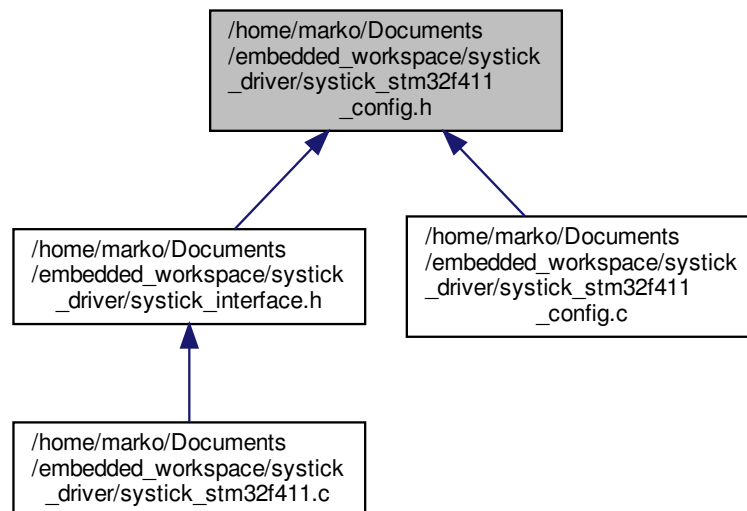 /home/marko/Documents
/embedded_workspace/systick
_driver/systick_stm32f411
_config.h
/home/marko/Documents
/embedded_workspace/systick
_driver/systick_interface.h
/home/marko/Documents
/embedded_workspace/systick
_driver/systick_stm32f411
_config.c
/home/marko/Documents
/embedded_workspace/systick
_driver/systick_stm32f411.c